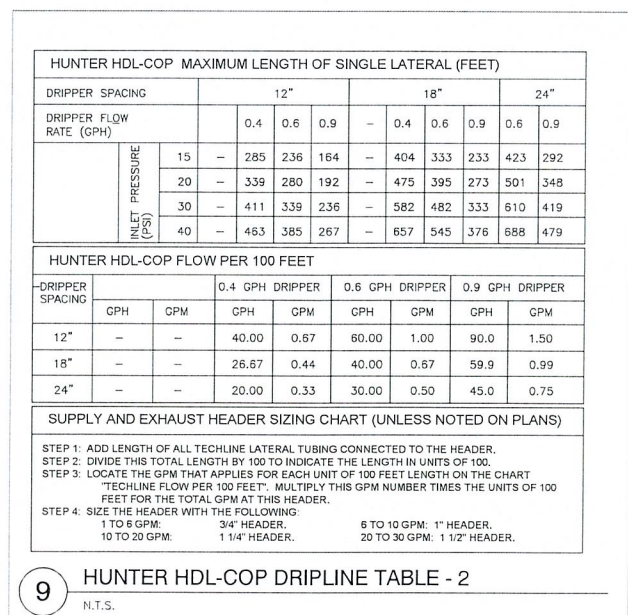 HUNTER HDL-COP MAXIMUM LENGTH OF SINGLE LATERAL (FEET)
DRIPPER SPACING 12" 18" 24"
DRIPPER FLOW RATE (GPH) 0.4 0.6 0.9 – 0.4 0.6 0.9 0.6 0.9
INLET PRESSURE (PSI)
15 – 285 236 164 – 404 333 233 423 292
20 – 339 280 192 – 475 395 273 501 348
30 – 411 339 236 – 582 482 333 610 419
40 – 463 385 267 – 657 545 376 688 479
HUNTER HDL-COP FLOW PER 100 FEET
DRIPPER SPACING 0.4 GPH DRIPPER 0.6 GPH DRIPPER 0.9 GPH DRIPPER
GPH GPM GPH GPM GPH GPM GPH GPM
12" – – 40.00 0.67 60.00 1.00 90.0 1.50
18" – – 26.67 0.44 40.00 0.67 59.9 0.99
24" – – 20.00 0.33 30.00 0.50 45.0 0.75
SUPPLY AND EXHAUST HEADER SIZING CHART (UNLESS NOTED ON PLANS)
STEP 1: ADD LENGTH OF ALL TECHLINE LATERAL TUBING CONNECTED TO THE HEADER.
STEP 2: DIVIDE THIS TOTAL LENGTH BY 100 TO INDICATE THE LENGTH IN UNITS OF 100.
STEP 3: LOCATE THE GPM THAT APPLIES FOR EACH UNIT OF 100 FEET LENGTH ON THE CHART
"TECHLINE FLOW PER 100 FEET". MULTIPLY THIS GPM NUMBER TIMES THE UNITS OF 100
FEET FOR THE TOTAL GPM AT THIS HEADER.
STEP 4: SIZE THE HEADER WITH THE FOLLOWING:
1 TO 6 GPM: 3/4" HEADER. 6 TO 10 GPM: 1" HEADER.
10 TO 20 GPM: 1 1/4" HEADER. 20 TO 30 GPM: 1 1/2" HEADER.
9 HUNTER HDL-COP DRIPLINE TABLE - 2
N.T.S.